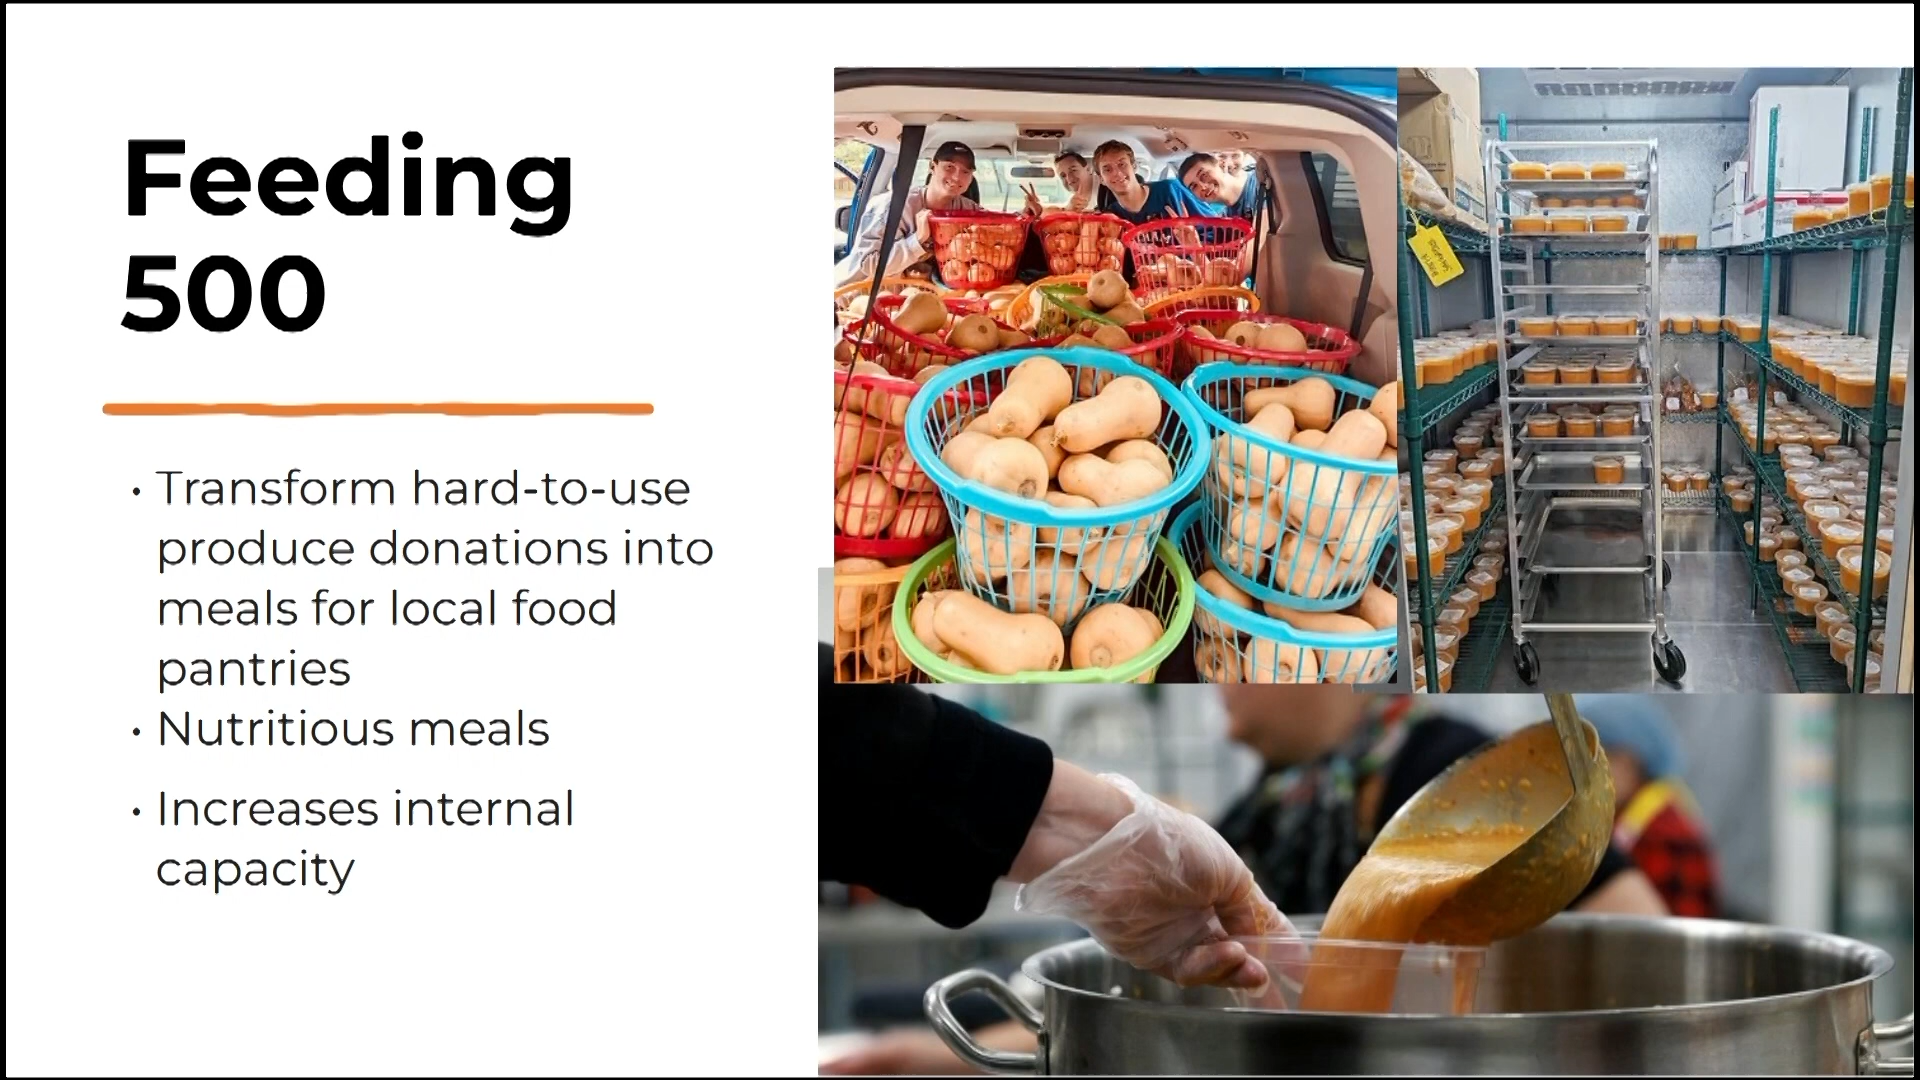 Feeding
500
• Transform hard-to-use
produce donations into
meals for local food
pantries
• Nutritious meals
• Increases internal
capacity